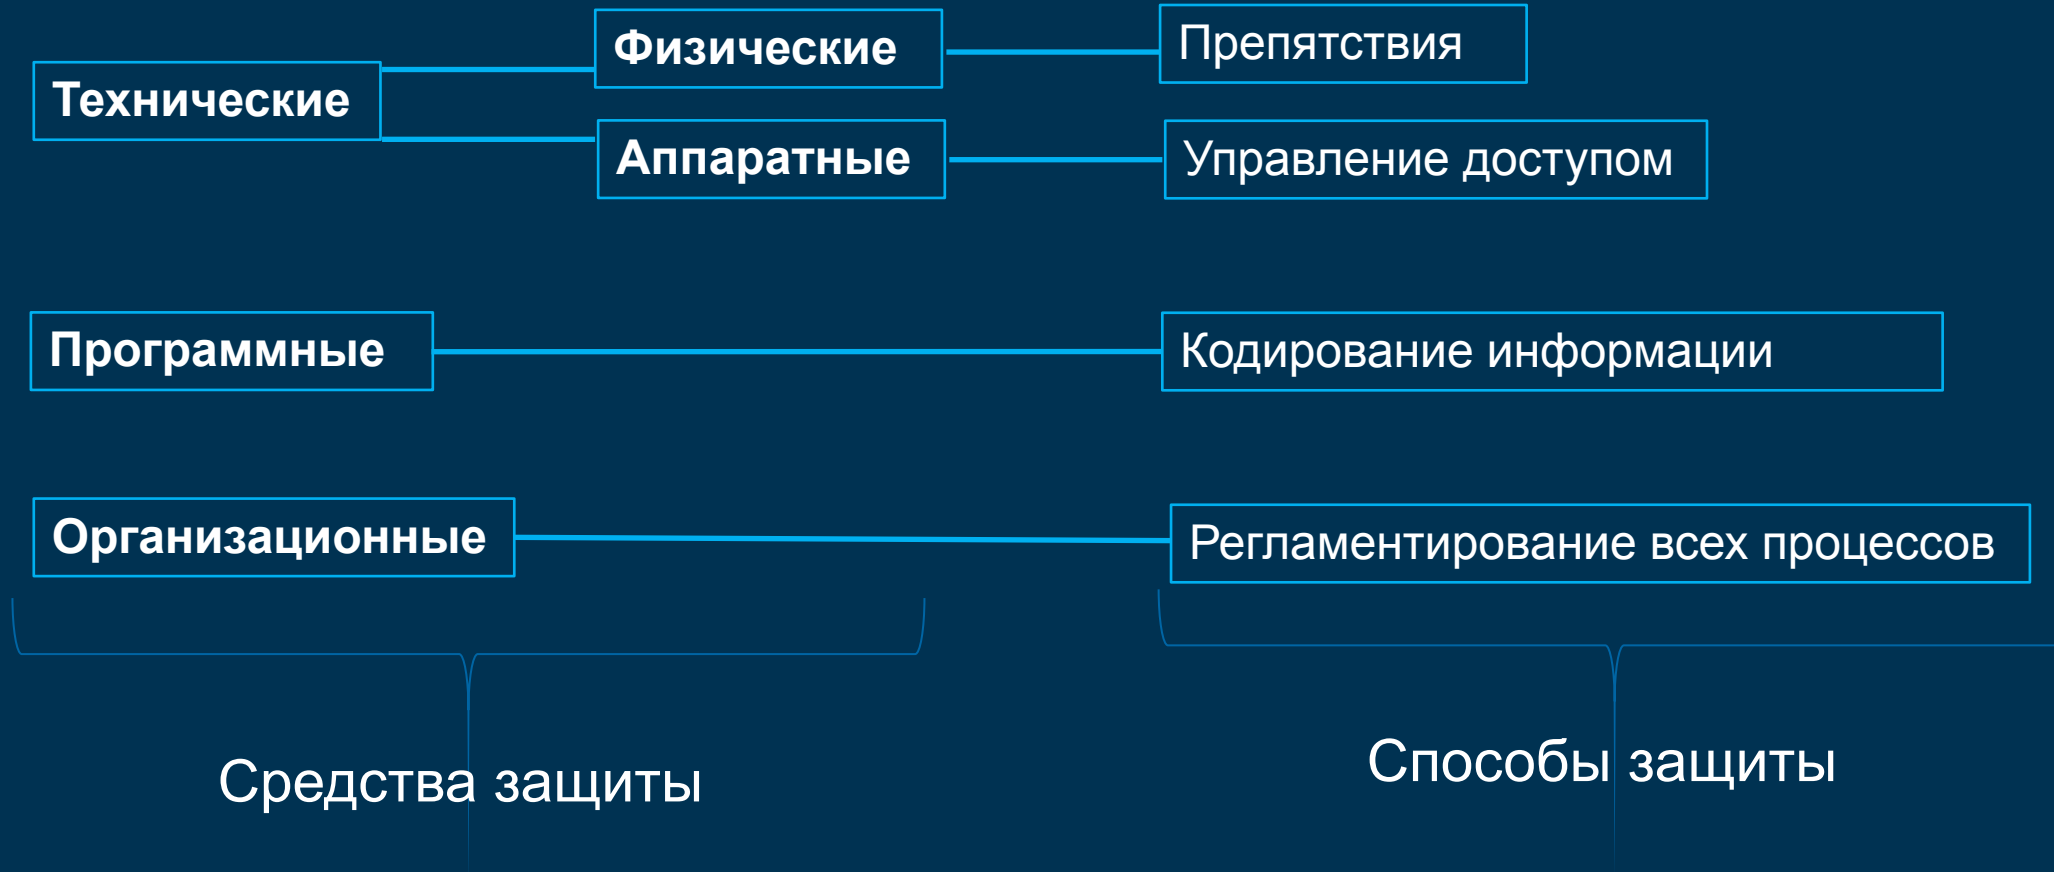 Технические
Физические
Препятствия
Аппаратные
Управление доступом
Программные
Кодирование информации
Организационные
Регламентирование всех процессов
Средства защиты
Способы защиты